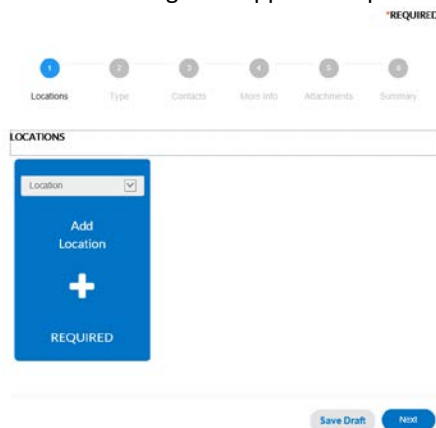 *REQUIRED
1 2 3 4 5 6
Locations Type Contacts More Info Attachments Summary
LOCATIONS
Location
Add
Location
REQUIRED
Save Draft Next